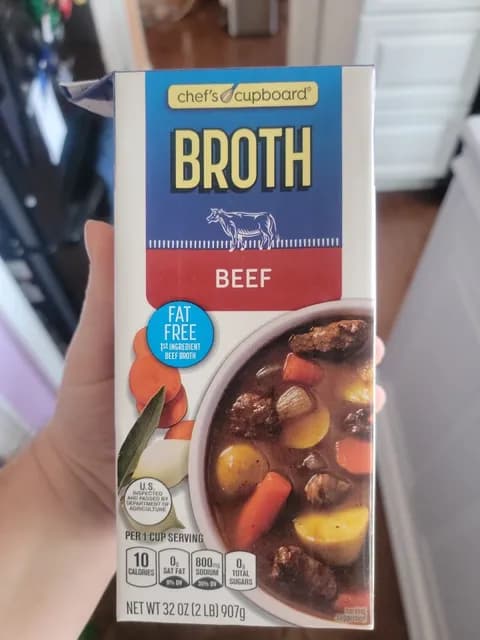 chef's cupboard®
BROTH
BEEF
FAT
FREE
1ST INGREDIENT
BEEF BROTH
U.S.
INSPECTED
AND PASSED BY
DEPARTMENT OF
AGRICULTURE
PER 1 CUP SERVING
10
CALORIES
0g
SAT FAT
0% DV
800mg
SODIUM
35% DV
0g
TOTAL
SUGARS
NET WT 32 OZ (2 LB) 907g